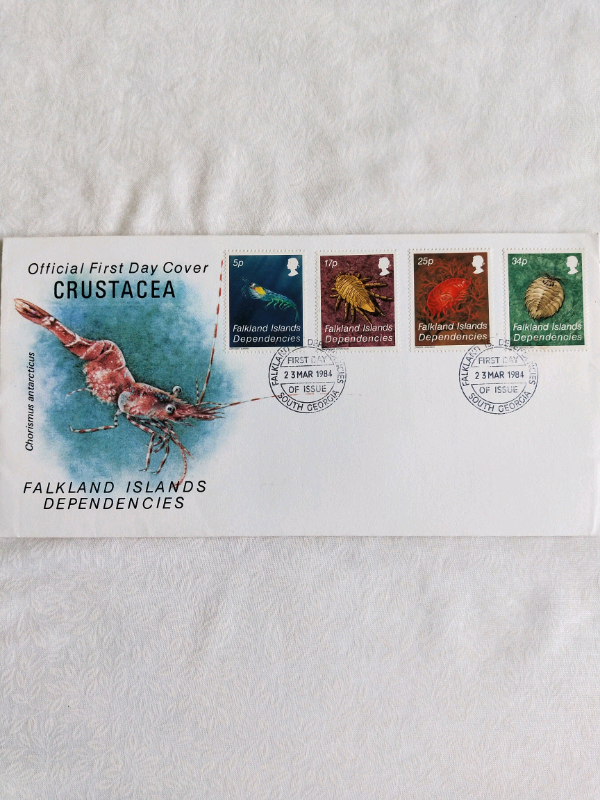 Official First Day Cover
CRUSTACEA
Chorismus antarcticus
FALKLAND ISLANDS
DEPENDENCIES
5p
Falkland Islands
Dependencies
17p
Falkland Islands
Dependencies
25p
Falkland Islands
Dependencies
34p
Falkland Islands
Dependencies
FALKLAND
FIRST DAY
23 MAR 1984
OF ISSUE
SOUTH GEORGIA
FALKLAND
FIRST DAY
23 MAR 1984
OF ISSUE
SOUTH GEORGIA